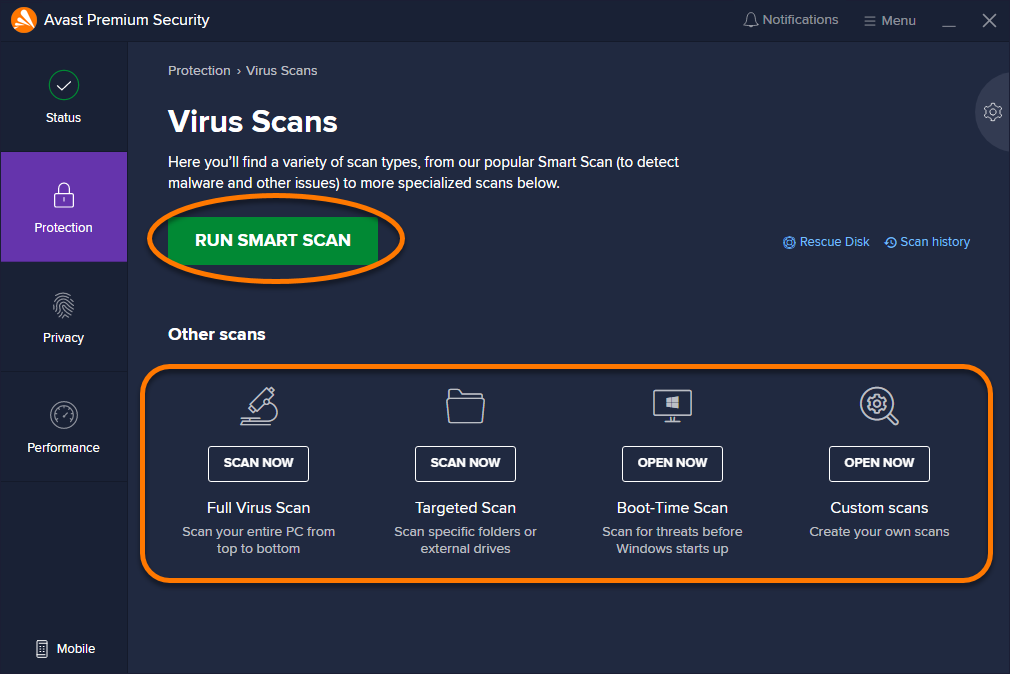 Avast Premium Security
Notifications
Menu
Status
Protection
Privacy
Performance
Mobile
Protection › Virus Scans
Virus Scans
Here you’ll find a variety of scan types, from our popular Smart Scan (to detect
malware and other issues) to more specialized scans below.
RUN SMART SCAN
Rescue Disk
Scan history
Other scans
SCAN NOW
Full Virus Scan
Scan your entire PC from
top to bottom
SCAN NOW
Targeted Scan
Scan specific folders or
external drives
OPEN NOW
Boot-Time Scan
Scan for threats before
Windows starts up
OPEN NOW
Custom scans
Create your own scans